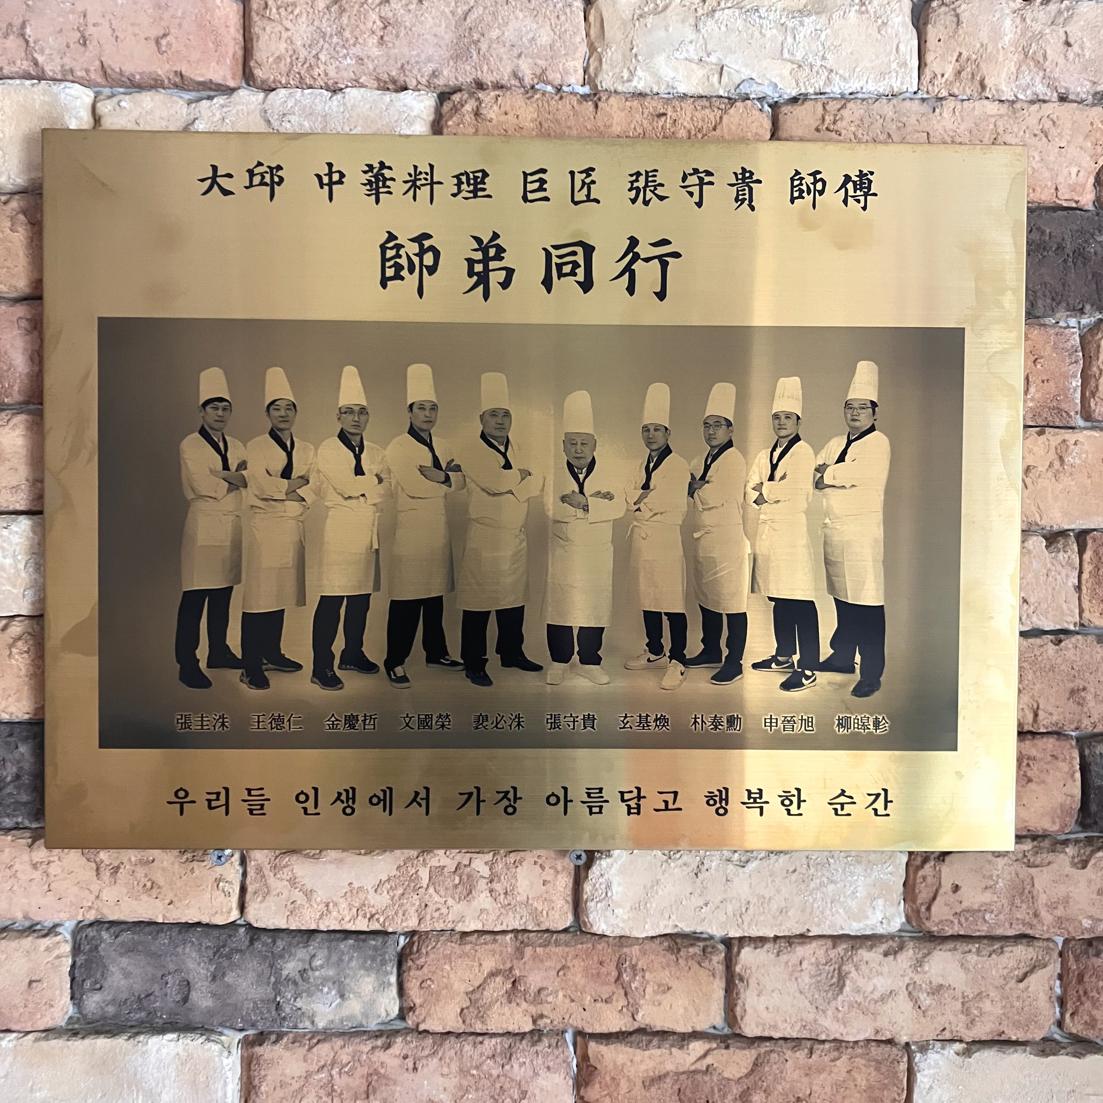 大邱 中華料理 巨匠 張守貴 師傅
師弟同行
張圭洙 王德仁 金慶哲 文國榮 裵必洙 張守貴 玄基煥 朴泰勳 申晉旭 柳皞軫
우리들 인생에서 가장 아름답고 행복한 순간